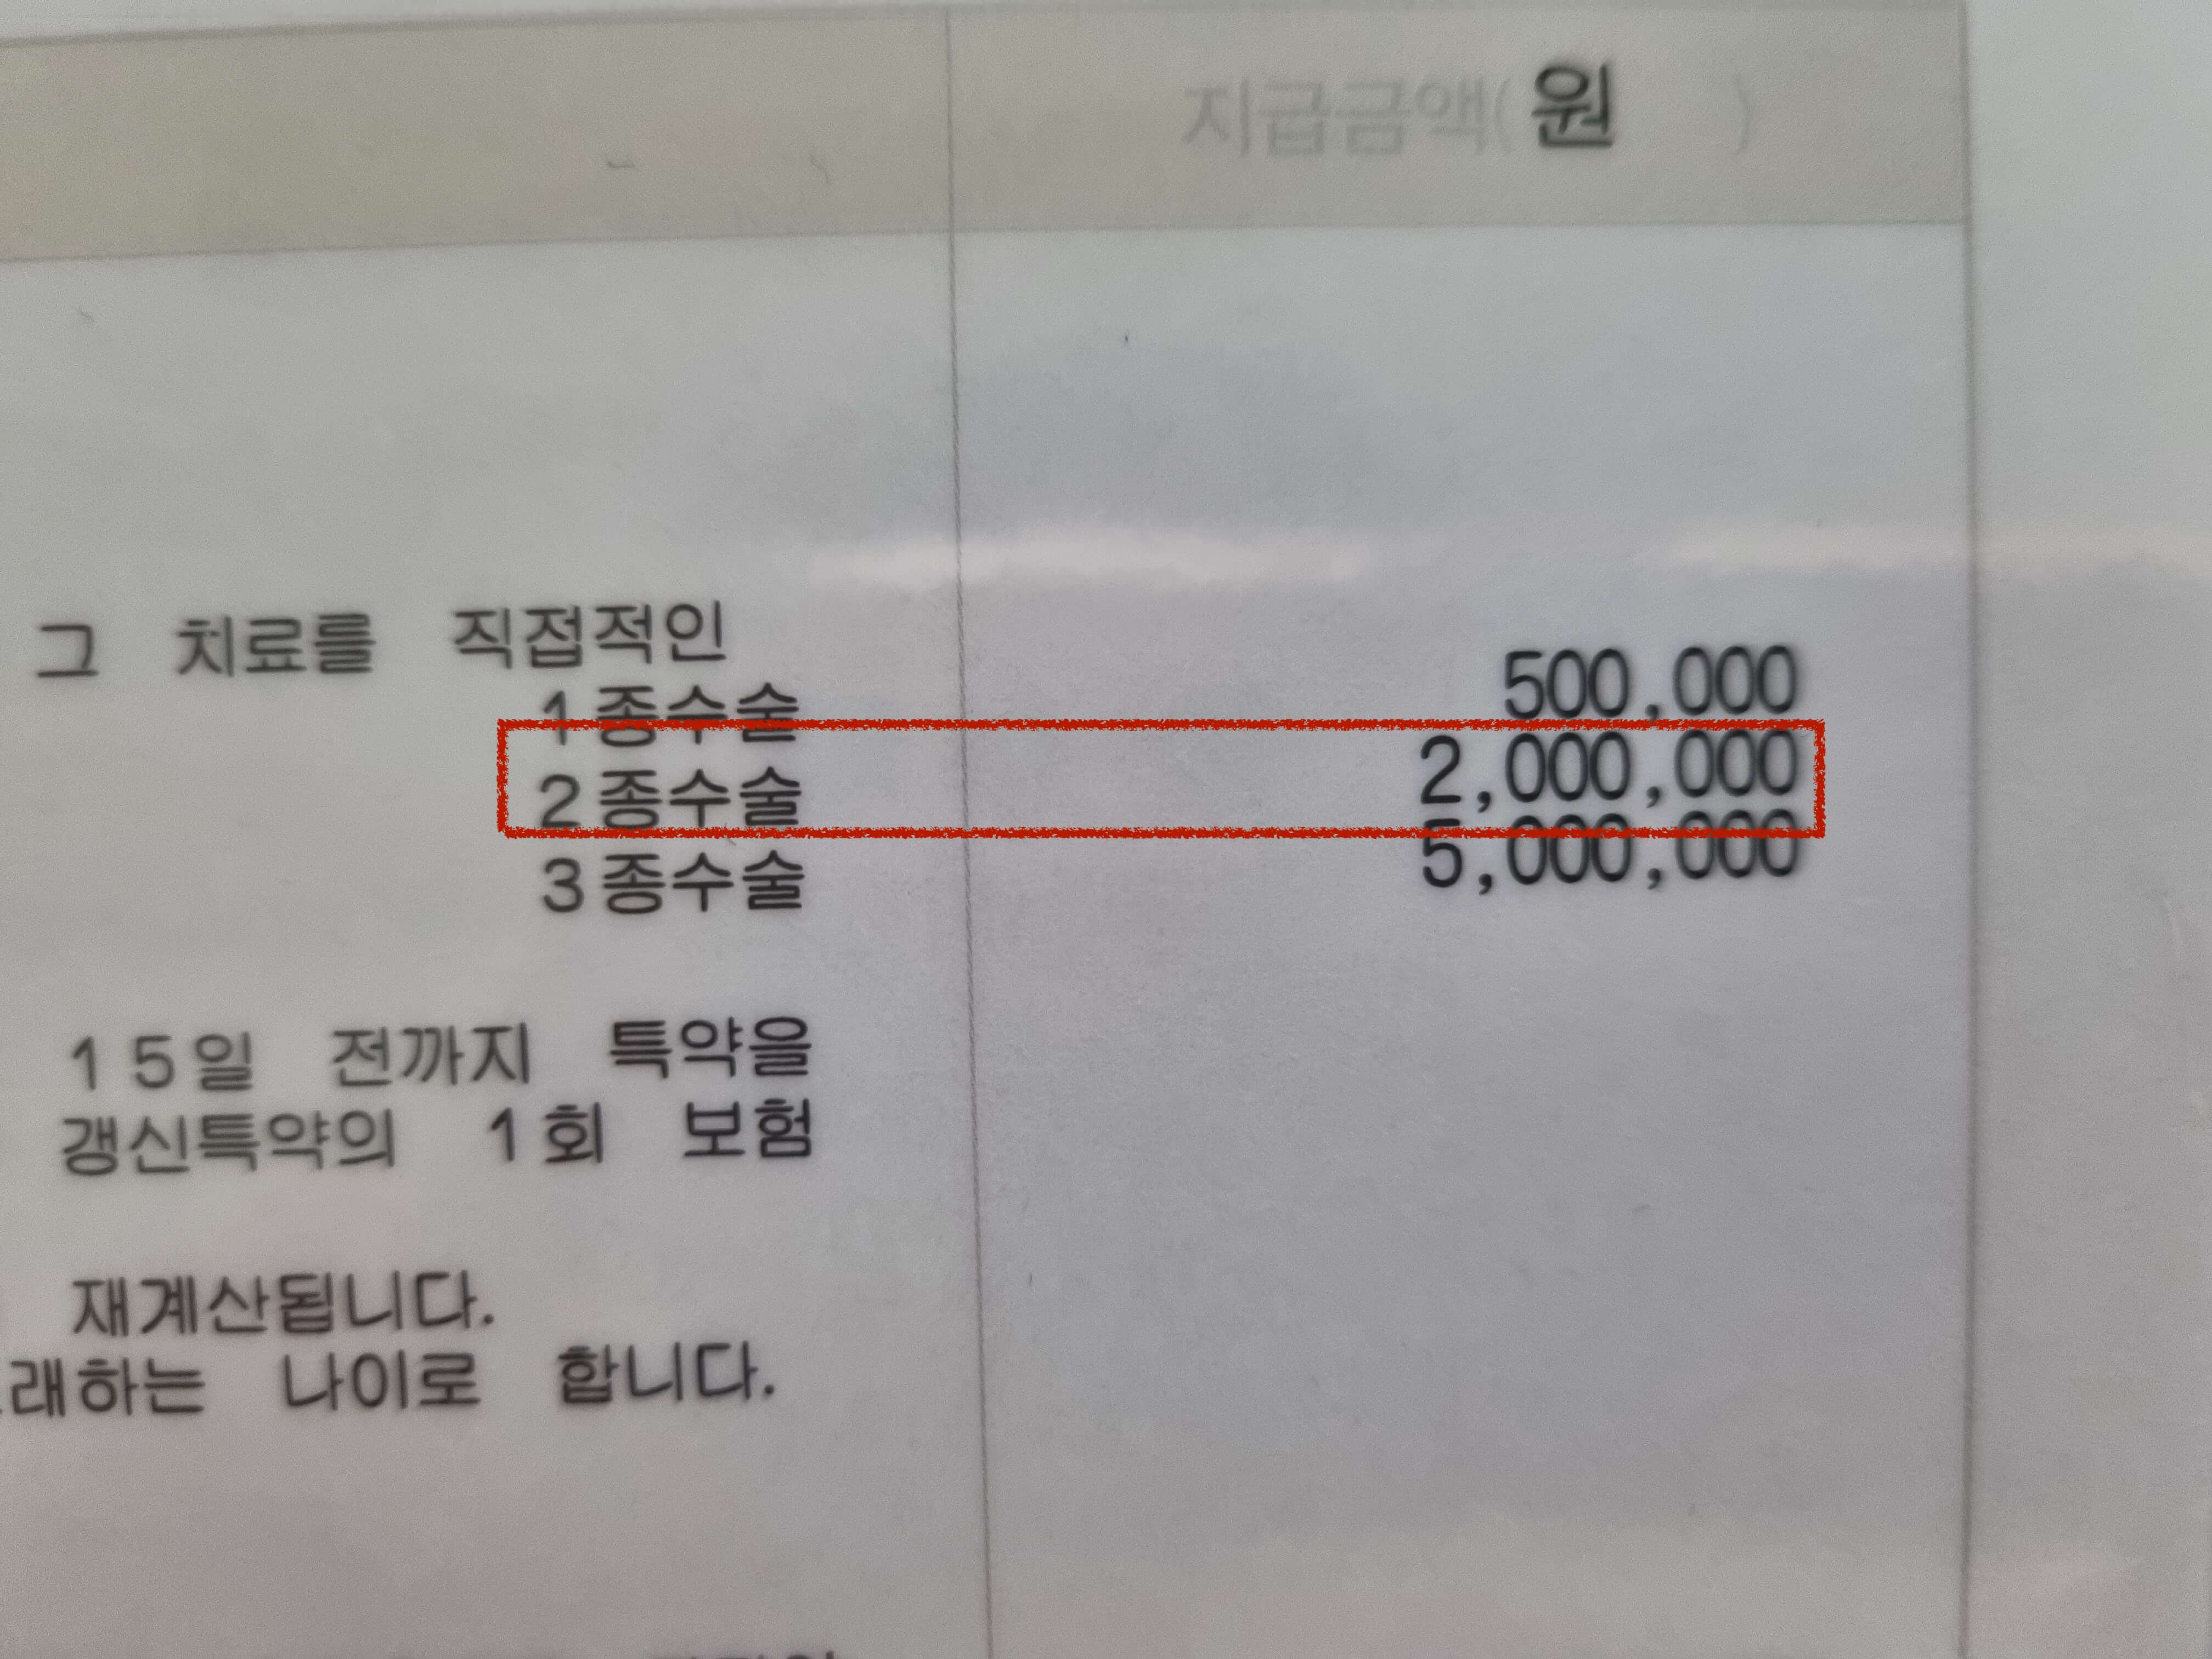 지급금액( 원 )
그 치료를 직접적인
1종수술 500,000
2종수술 2,000,000
3종수술 5,000,000
15일 전까지 특약을
갱신특약의 1회 보험
재계산됩니다.
래하는 나이로 합니다.